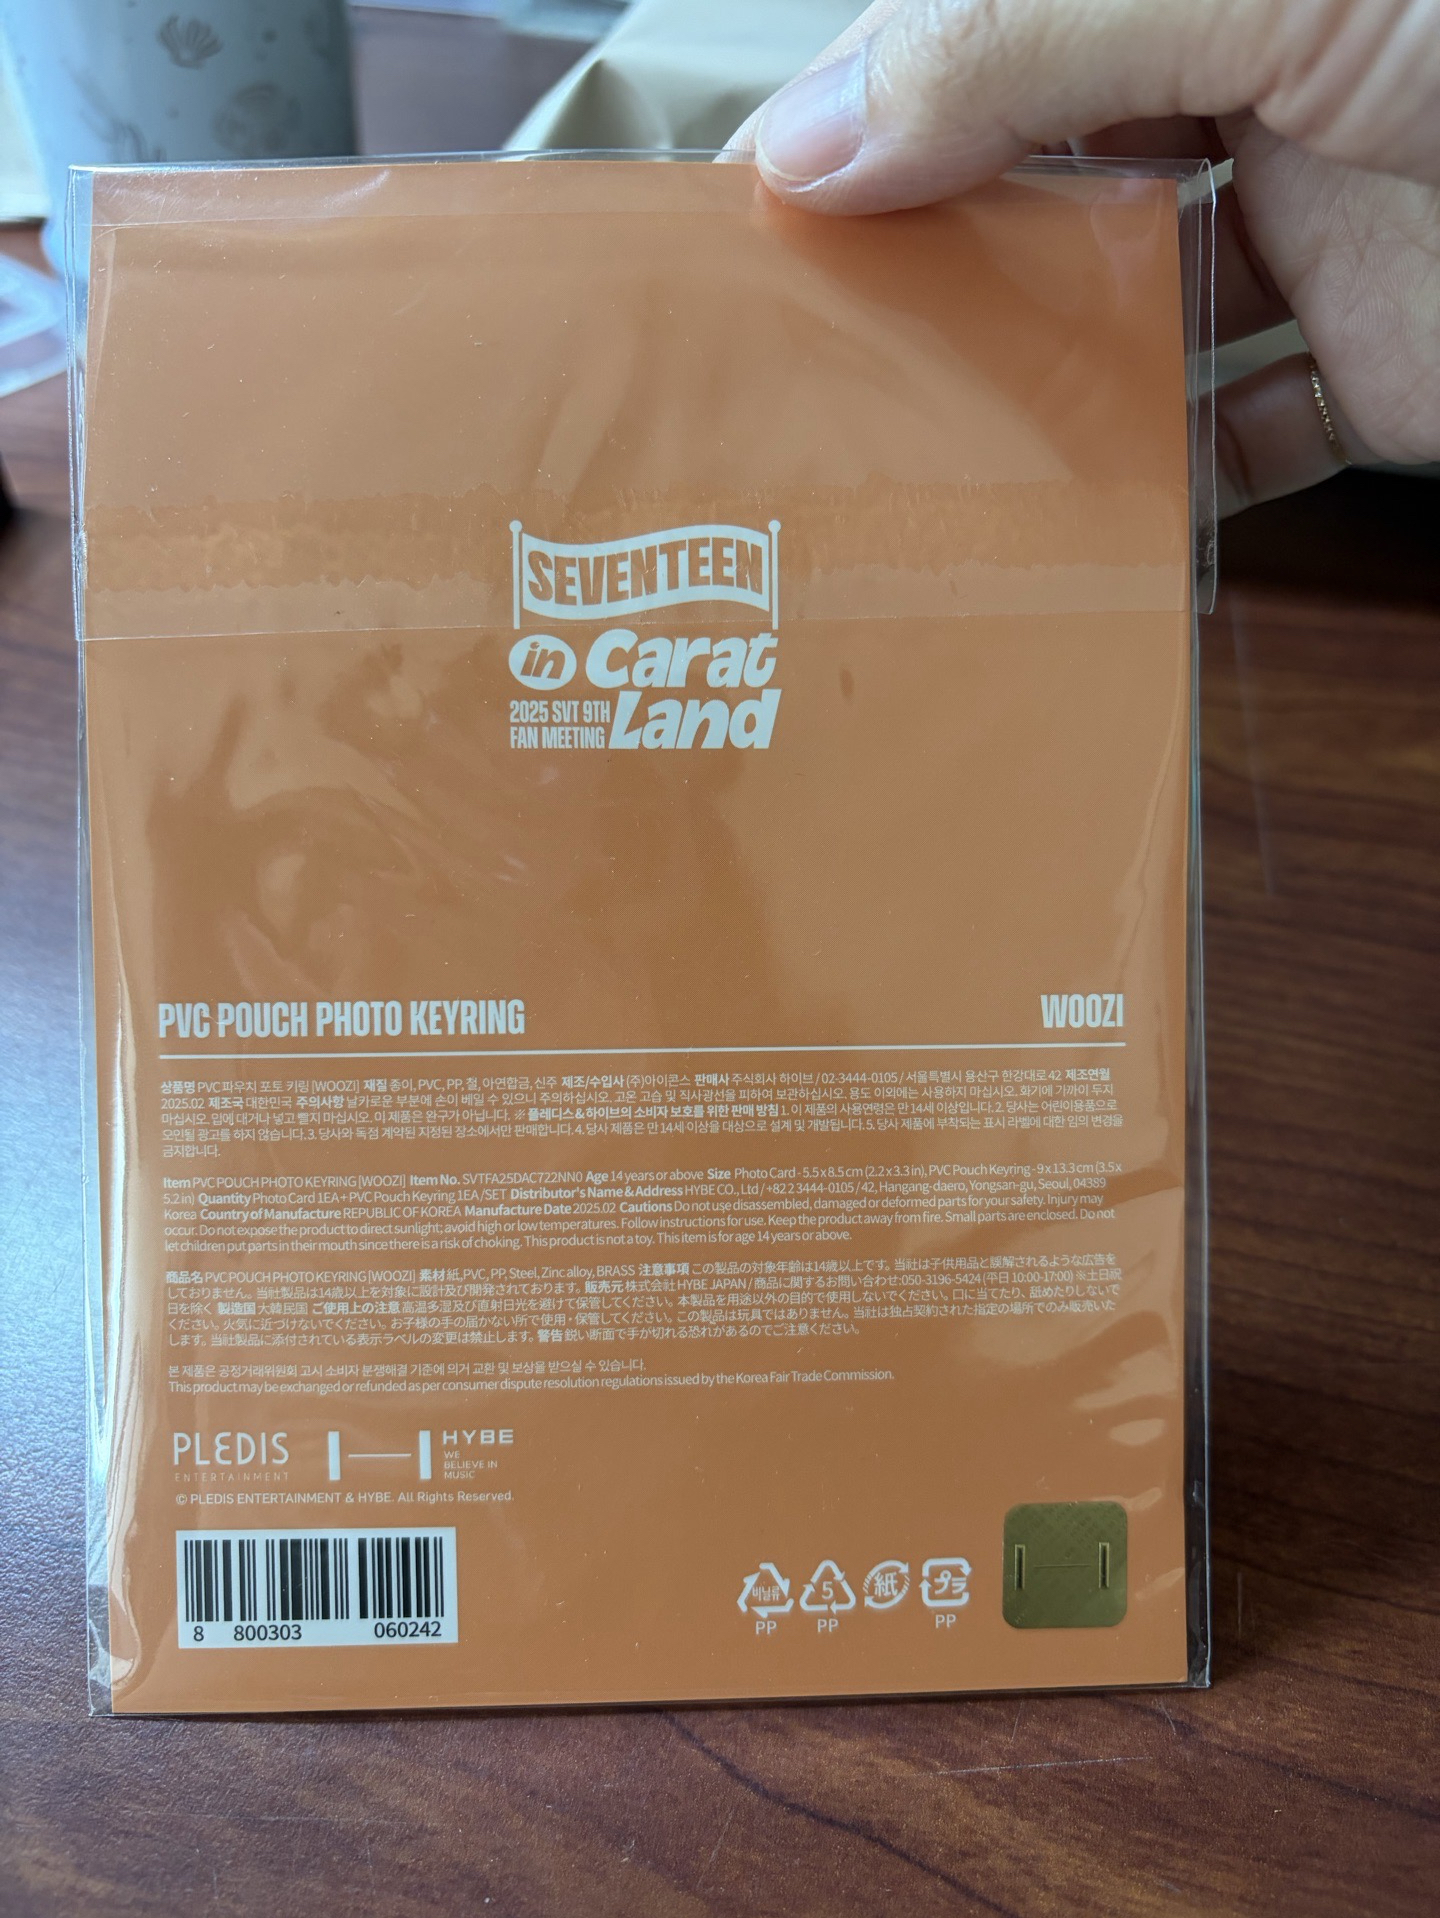 SEVENTEEN
in Carat
2025 SVT 9TH
FAN MEETING
Land
PVC POUCH PHOTO KEYRING
WOOZI
상품명 PVC 파우치 포토 키링 [WOOZI] 재질 종이, PVC, PP, 철, 아연합금, 신주 제조/수입사 (주)아이콘스 판매사 주식회사 하이브 / 02-3444-0105 / 서울특별시 용산구 한강대로 42 제조연월
2025.02 제조국 대한민국 주의사항 날카로운 부분에 손이 베일 수 있으니 주의하십시오. 고온 고습 및 직사광선을 피하여 보관하십시오. 용도 이외에는 사용하지 마십시오. 화기에 가까이 두지
마십시오. 입에 대거나 넣고 빨지 마십시오. 이 제품은 완구가 아닙니다. ※ 플레디스 & 하이브의 소비자 보호를 위한 판매 방침 1. 이 제품의 사용연령은 만 14세 이상입니다. 2. 당사는 어린이용품으로
오인될 광고를 하지 않습니다. 3. 당사와 독점 계약된 지정된 장소에서만 판매합니다. 4. 당사 제품은 만 14세 이상을 대상으로 설계 및 개발됩니다. 5. 당사 제품에 부착되는 표시 라벨에 대한 임의 변경을
금지합니다.
Item PVC POUCH PHOTO KEYRING [WOOZI] Item No. SVTFA25DAC722NN0 Age 14 years or above Size Photo Card - 5.5 x 8.5 cm (2.2 x 3.3 in), PVC Pouch Keyring - 9 x 13.3 cm (3.5 x
5.2 in) Quantity Photo Card 1EA + PVC Pouch Keyring 1EA /SET Distributor's Name & Address HYBE CO., Ltd / +82 2 3444-0105 / 42, Hangang-daero, Yongsan-gu, Seoul, 04389
Korea Country of Manufacture REPUBLIC OF KOREA Manufacture Date 2025.02 Cautions Do not use disassembled, damaged or deformed parts for your safety. Injury may
occur. Do not expose the product to direct sunlight; avoid high or low temperatures. Follow instructions for use. Keep the product away from fire. Small parts are enclosed. Do not
let children put parts in their mouth since there is a risk of choking. This product is not a toy. This item is for age 14 years or above.
商品名 PVC POUCH PHOTO KEYRING [WOOZI] 素材 紙, PVC, PP, Steel, Zinc alloy, BRASS 注意事項 この製品の対象年齢は14歳以上です。当社は子供用品と誤解されるような広告を
しておりません。当社製品は14歳以上を対象に設計及び開発されております。 販売元 株式会社 HYBE JAPAN / 商品に関するお問い合わせ:050-3196-5424 (平日 10:00-17:00) ※土日祝
日を除く 製造国 大韓民国 ご使用上の注意 高温多湿及び直射日光を避けて保管してください。本製品を用途以外の目的で使用しないでください。口に当てたり、舐めたりしないで
ください。火気に近づけないでください。お子様の手の届かない所で使用・保管してください。この製品は玩具ではありません。当社は独占契約された指定の場所でのみ販売いた
します。当社製品に添付されている表示ラベルの変更は禁止します。 警告 鋭い断面で手が切れる恐れがあるのでご注意ください。
본 제품은 공정거래위원회 고시 소비자 분쟁해결 기준에 의거 교환 및 보상을 받으실 수 있습니다.
This product may be exchanged or refunded as per consumer dispute resolution regulations issued by the Korea Fair Trade Commission.
PLEDIS
ENTERTAINMENT
HYBE
WE
BELIEVE IN
MUSIC
© PLEDIS ENTERTAINMENT & HYBE. All Rights Reserved.
8 800303 060242
비닐류 5 紙 プラ
PP PP PP